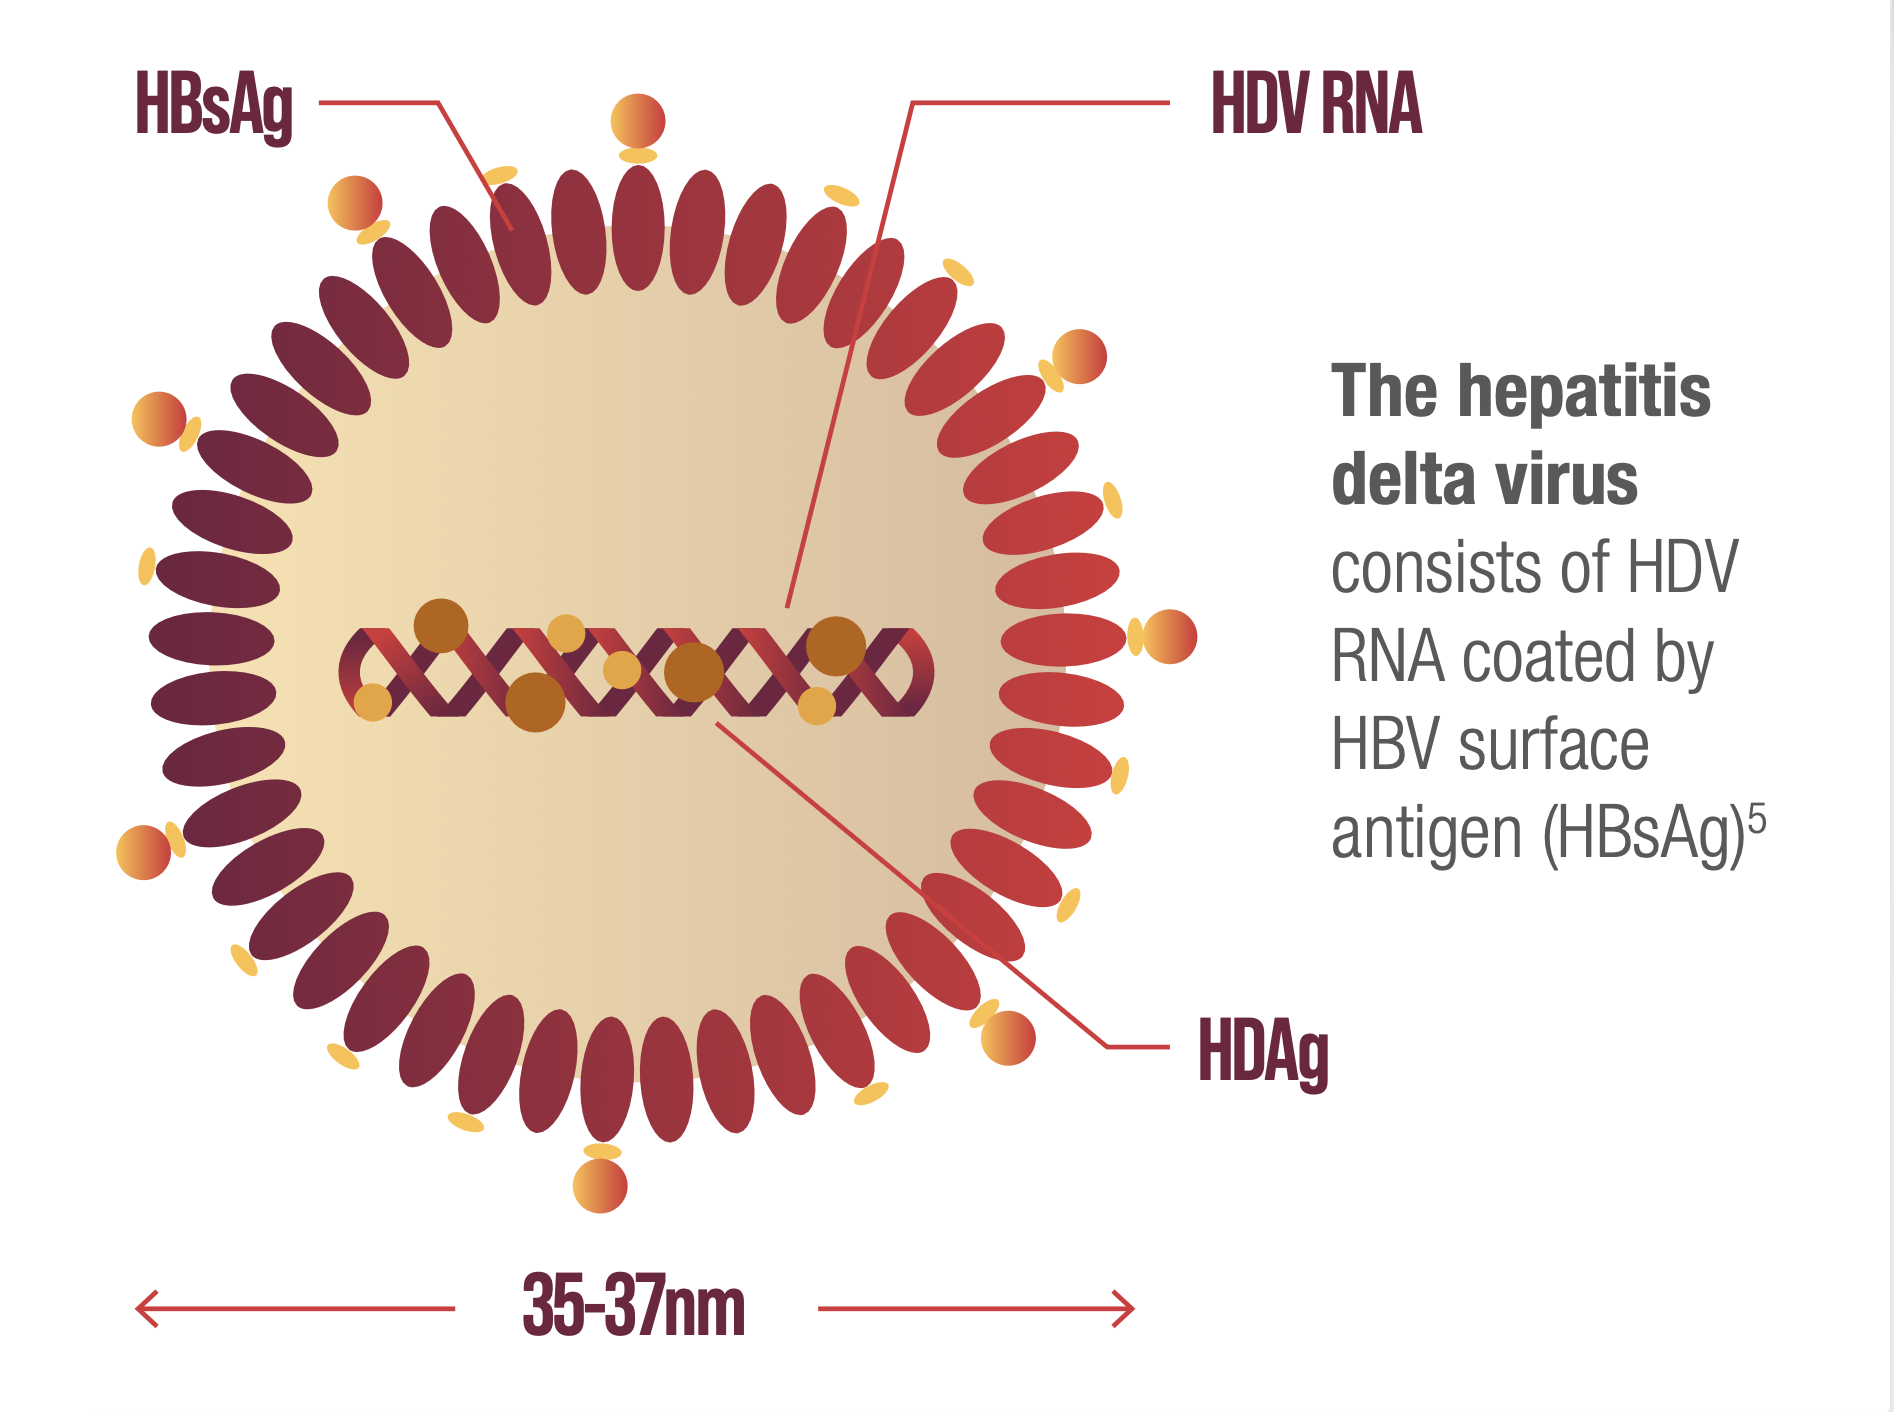 HBsAg
HDV RNA
The hepatitis
delta virus
consists of HDV
RNA coated by
HBV surface
antigen (HBsAg)⁵
HDAg
35-37nm